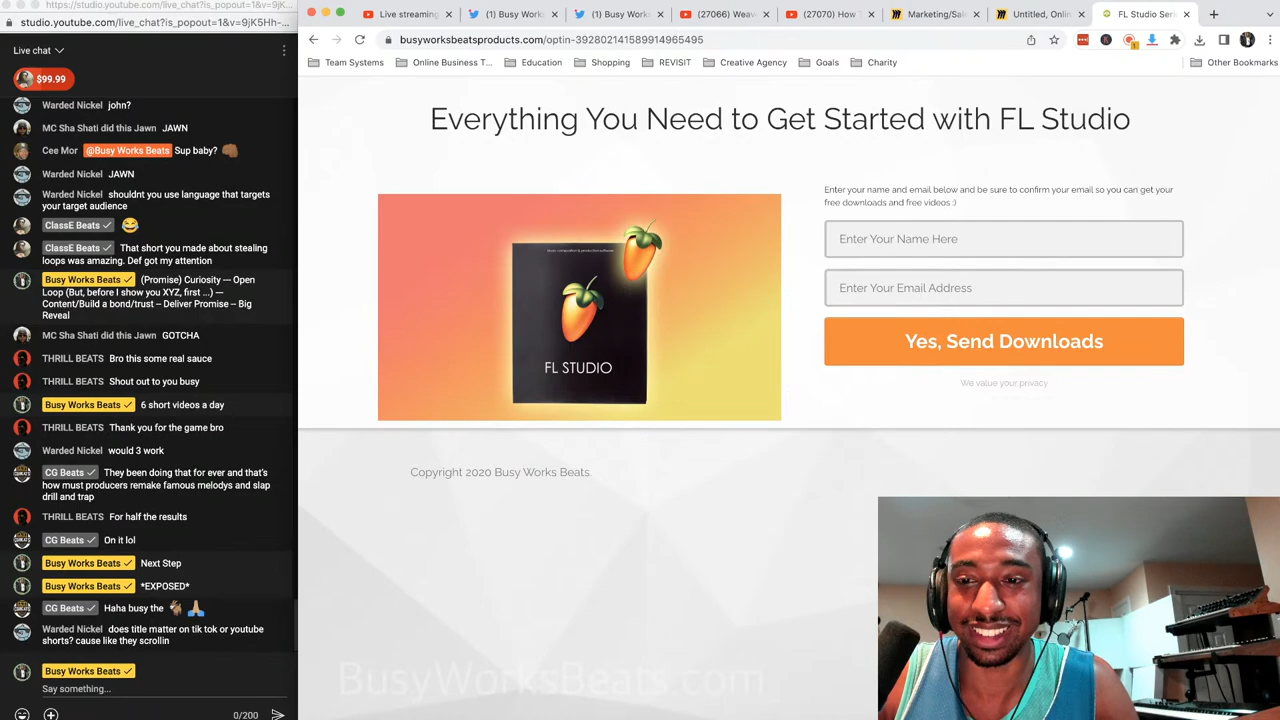 https://studio.youtube.com/live_chat?is_popout=1&v=9jK5Hh-
studio.youtube.com/live_chat?is_popout=1&v=9jK5Hh-...
Live chat
$99.99
Warded Nickel john?
MC Sha Shati did this Jawn JAWN
Cee Mor @Busy Works Beats Sup baby?
Warded Nickel JAWN
Warded Nickel shouldnt you use language that targets
your target audience
ClassE Beats
ClassE Beats That short you made about stealing
loops was amazing. Def got my attention
Busy Works Beats (Promise) Curiosity --- Open
Loop (But, before I show you XYZ, first ...) ---
Content/Build a bond/trust -- Deliver Promise -- Big
Reveal
MC Sha Shati did this Jawn GOTCHA
THRILL BEATS Bro this some real sauce
THRILL BEATS Shout out to you busy
Busy Works Beats 6 short videos a day
THRILL BEATS Thank you for the game bro
Warded Nickel would 3 work
CG Beats They been doing that for ever and that's
how must producers remake famous melodys and slap
drill and trap
THRILL BEATS For half the results
CG Beats On it lol
Busy Works Beats Next Step
Busy Works Beats *EXPOSED*
CG Beats Haha busy the
Warded Nickel does title matter on tik tok or youtube
shorts? cause like they scrollin
Busy Works Beats
Say something...
0/200
Live streaming
(1) Busy Work
(1) Busy Work
(27066) Weav
(27070) How
Marketing/Sal
Untitled, Onli
FL Studio Seri
busyworksbeatsproducts.com/optin-392802141589914965495
Team Systems
Online Business T...
Education
Shopping
REVISIT
Creative Agency
Goals
Charity
Other Bookmarks
Everything You Need to Get Started with FL Studio
Enter your name and email below and be sure to confirm your email so you can get your
free downloads and free videos :)
Enter Your Name Here
Enter Your Email Address
Yes, Send Downloads
We value your privacy
FL STUDIO
Copyright 2020 Busy Works Beats.
BusyWorksBeats.com